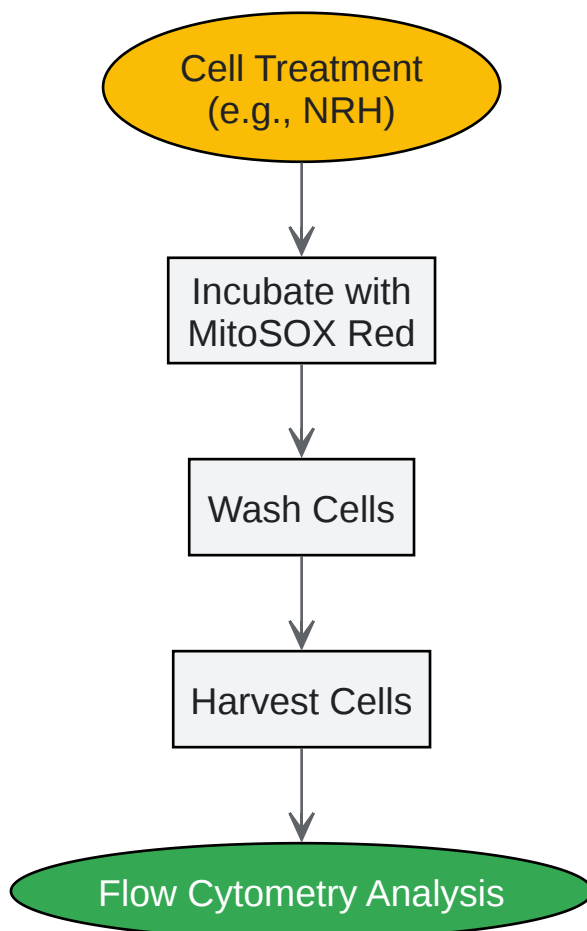 Cell Treatment
(e.g., NRH)
Incubate with
MitoSOX Red
Wash Cells
Harvest Cells
Flow Cytometry Analysis